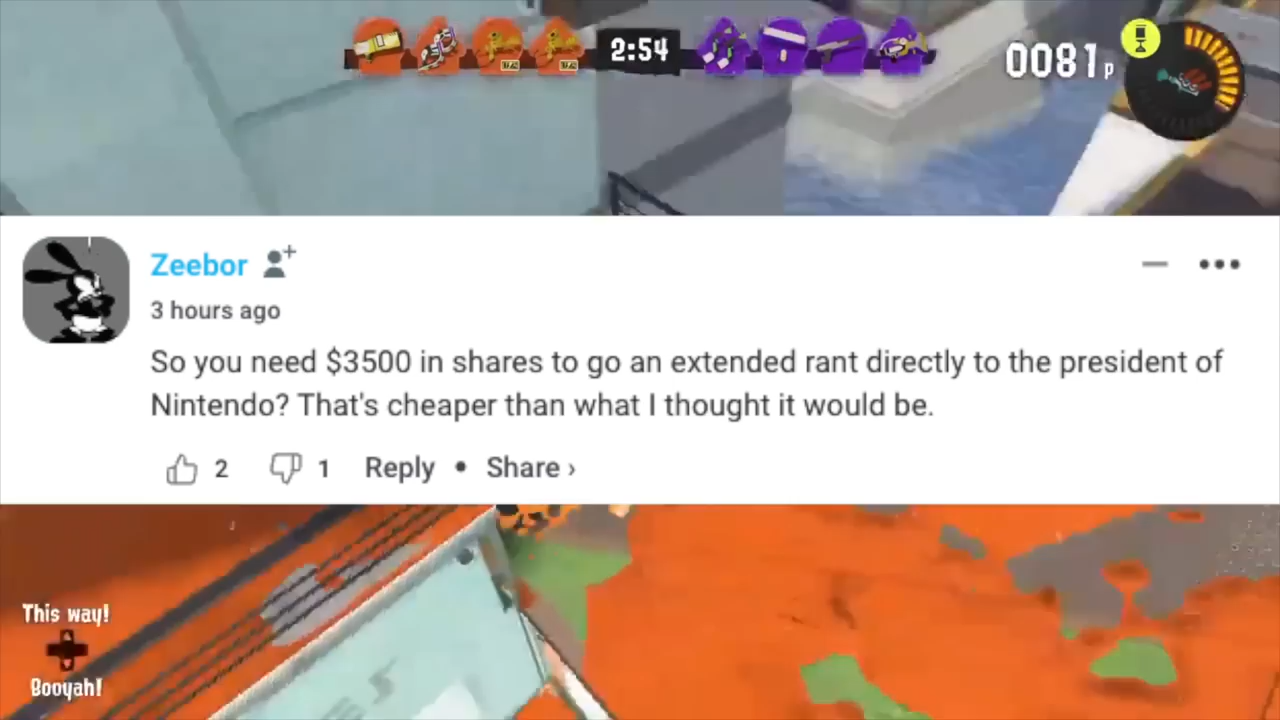 2:54
0081p
Zeebor
3 hours ago
So you need $3500 in shares to go an extended rant directly to the president of
Nintendo? That's cheaper than what I thought it would be.
2 1 Reply • Share ›
This way!
Booyah!